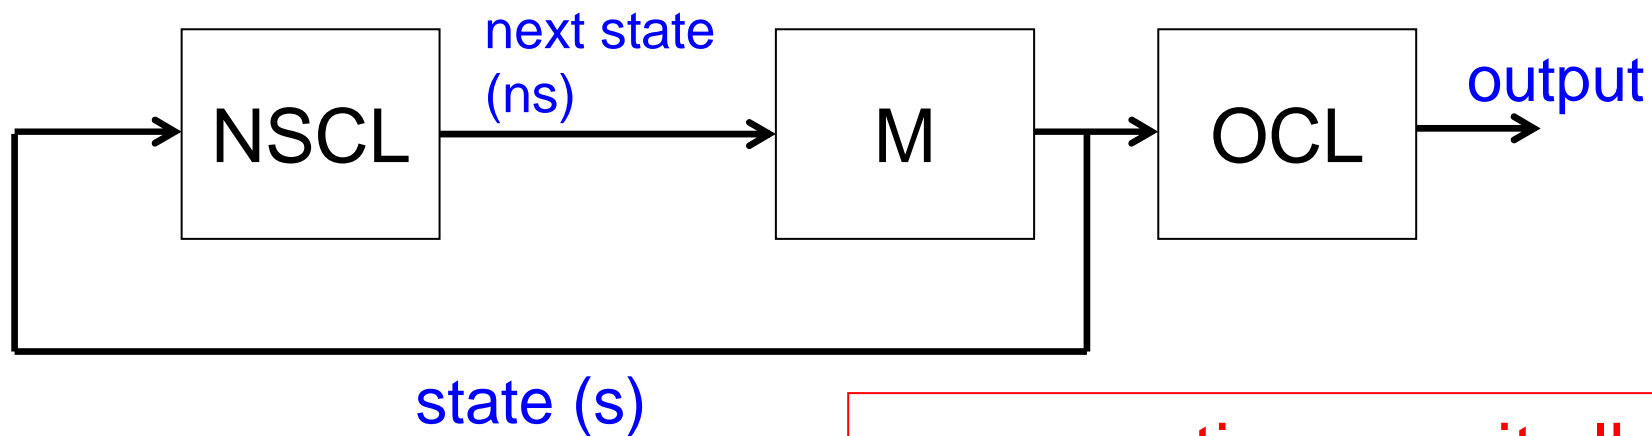 next state
(ns)
NSCL
M
OCL
output
state (s)